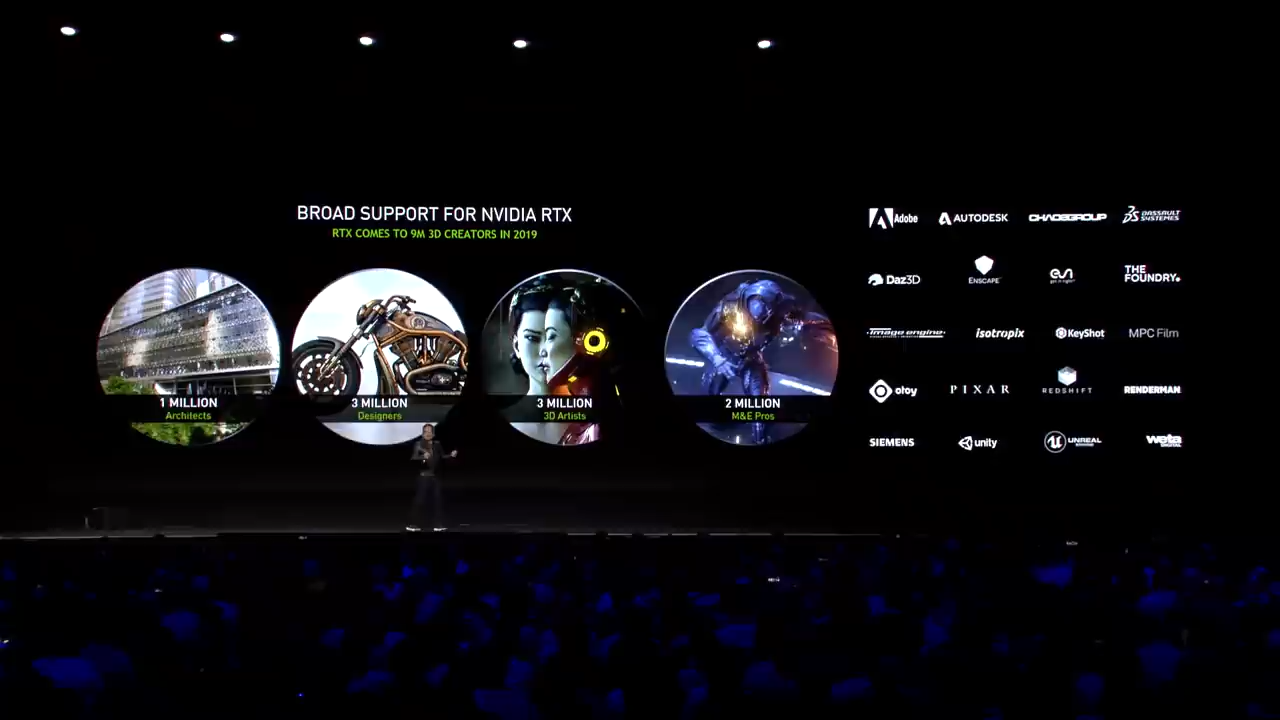 BROAD SUPPORT FOR NVIDIA RTX
RTX COMES TO 9M 3D CREATORS IN 2019
1 MILLION
Architects
3 MILLION
Designers
3 MILLION
3D Artists
2 MILLION
M&E Pros
Adobe
AUTODESK
CHAOSGROUP
DASSAULT SYSTEMES
Daz3D
ENSCAPE
esri
THE FOUNDRY.
image engine
isotropix
KeyShot
MPC Film
otoy
PIXAR
REDSHIFT
RENDERMAN
SIEMENS
unity
UNREAL
weta
DIGITAL